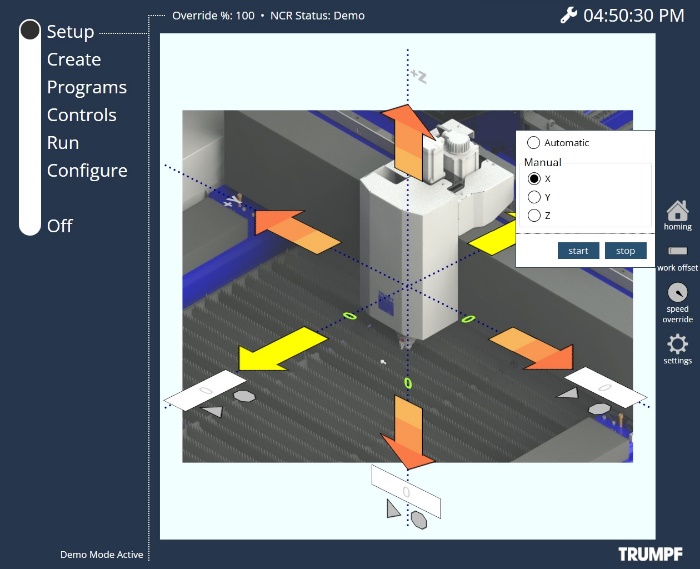 Override %: 100 • NCR Status: Demo
04:50:30 PM
Setup
Create
Programs
Controls
Run
Configure
Off
+Z
+Y
Automatic
Manual
X
Y
Z
start
stop
homing
work offset
speed
override
settings
0
0
0
0
0
0
Demo Mode Active
TRUMPF